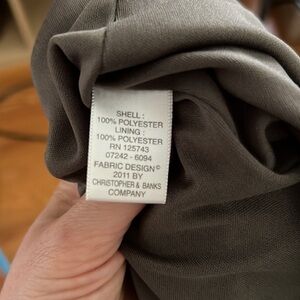 SHELL :
100% POLYESTER
LINING :
100% POLYESTER
RN 125743
07242 - 6094
FABRIC DESIGN©
2011 BY
CHRISTOPHER & BANKS
COMPANY